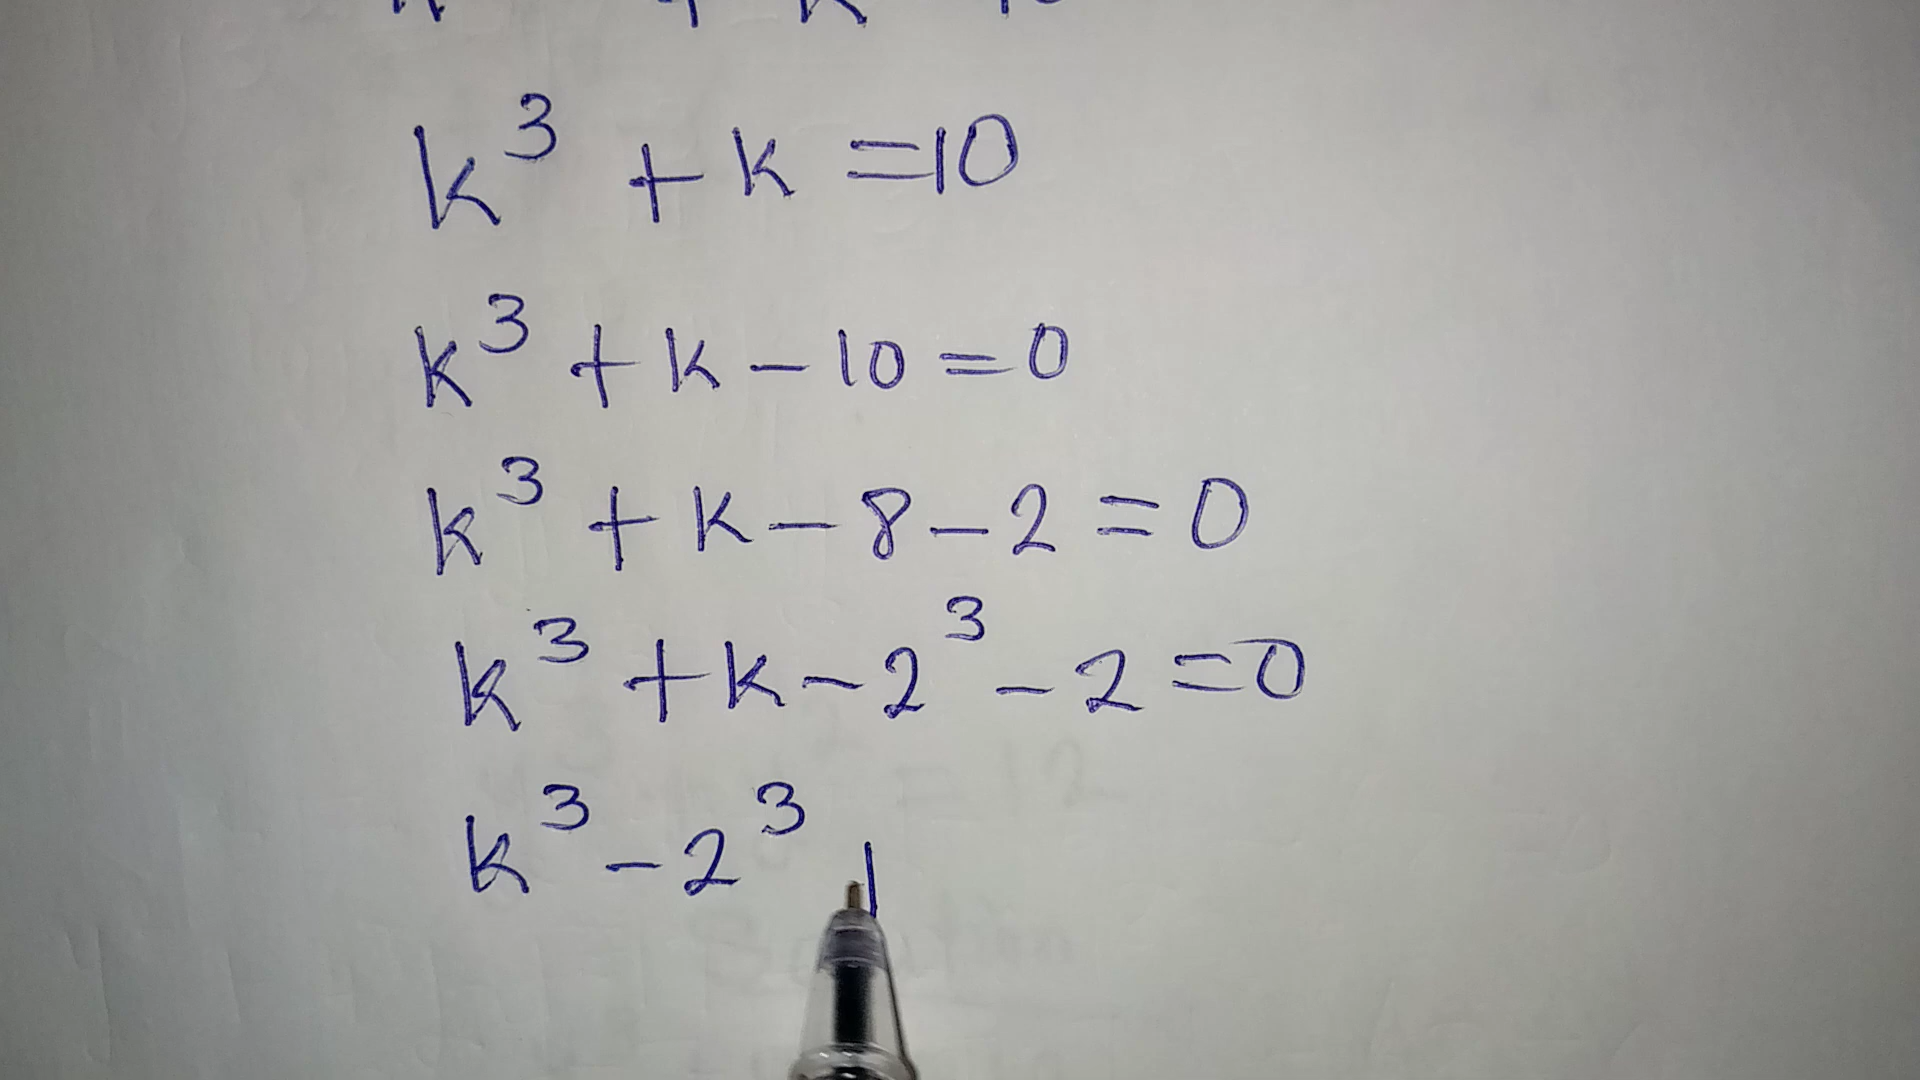 k³ + k = 10
k³ + k - 10 = 0
k³ + k - 8 - 2 = 0
k³ + k - 2³ - 2 = 0
k³ - 2³